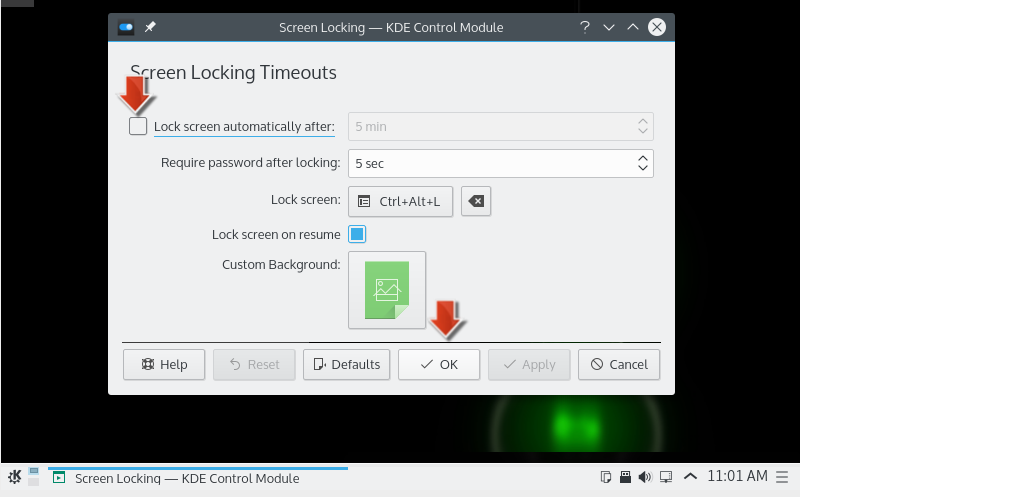 Screen Locking — KDE Control Module
Screen Locking Timeouts
Lock screen automatically after: 5 min
Require password after locking: 5 sec
Lock screen: Ctrl+Alt+L
Lock screen on resume
Custom Background:
Help Reset Defaults OK Apply Cancel
Screen Locking — KDE Control Module 11:01 AM